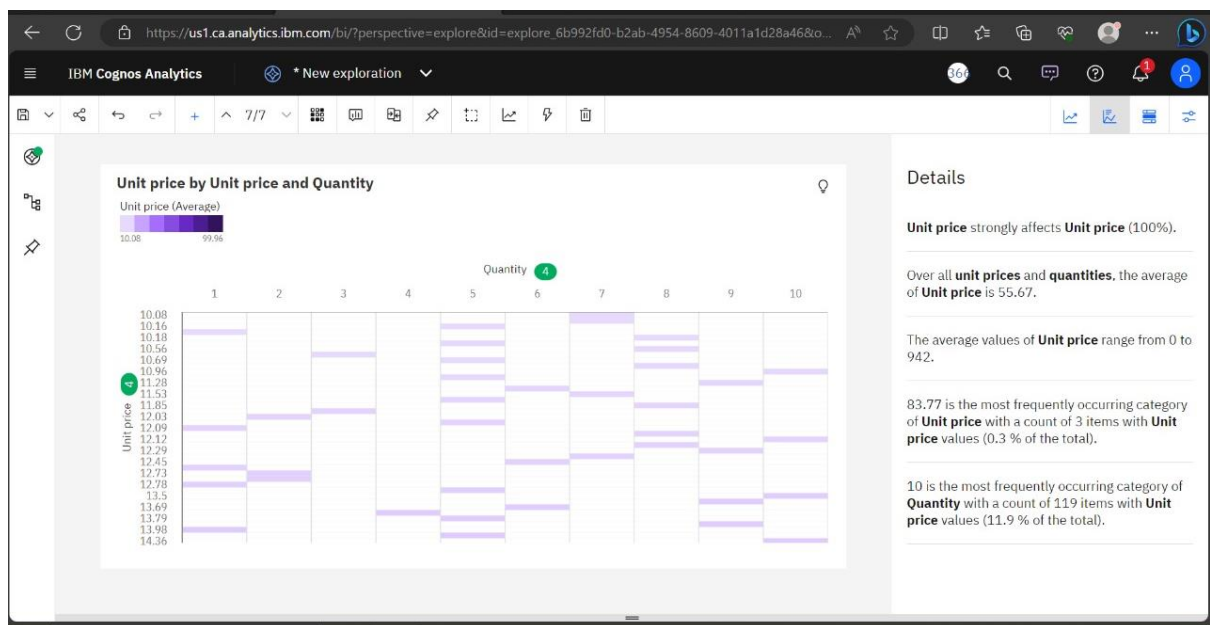 https://us1.ca.analytics.ibm.com/bi/?perspective=explore&id=explore_6b992fd0-b2ab-4954-8609-4011a1d28a46&o...
IBM Cognos Analytics
* New exploration
1
7/7
Unit price by Unit price and Quantity
Unit price (Average)
10.08 99.96
Quantity 4
1 2 3 4 5 6 7 8 9 10
Unit price 4
10.08
10.16
10.18
10.56
10.69
10.96
11.28
11.53
11.85
12.03
12.09
12.12
12.29
12.45
12.73
12.78
13.5
13.69
13.79
13.98
14.36
Details
Unit price strongly affects Unit price (100%).
Over all unit prices and quantities, the average
of Unit price is 55.67.
The average values of Unit price range from 0 to
942.
83.77 is the most frequently occurring category
of Unit price with a count of 3 items with Unit
price values (0.3 % of the total).
10 is the most frequently occurring category of
Quantity with a count of 119 items with Unit
price values (11.9 % of the total).